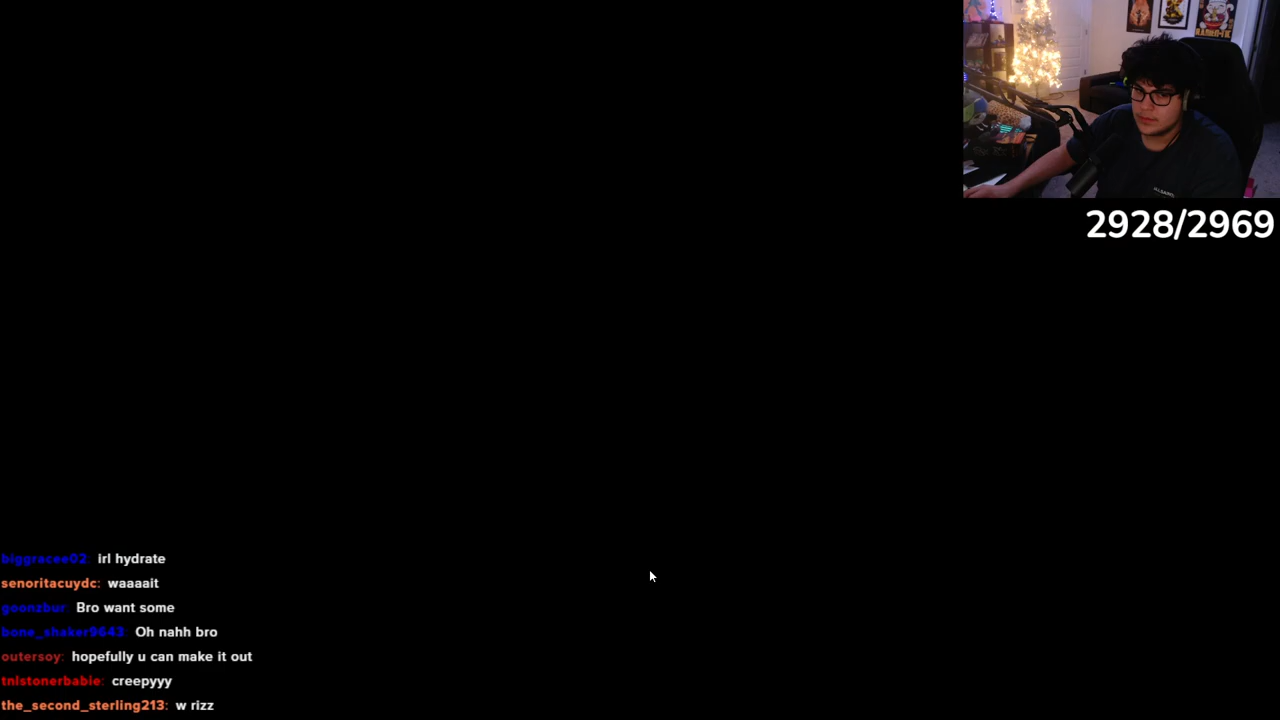 2928/2969
biggracee02: irl hydrate
senoritacuydc: waaaait
goonzbur: Bro want some
bone_shaker9643: Oh nahh bro
outersoy: hopefully u can make it out
tnlstonerbabie: creepyyy
the_second_sterling213: w rizz